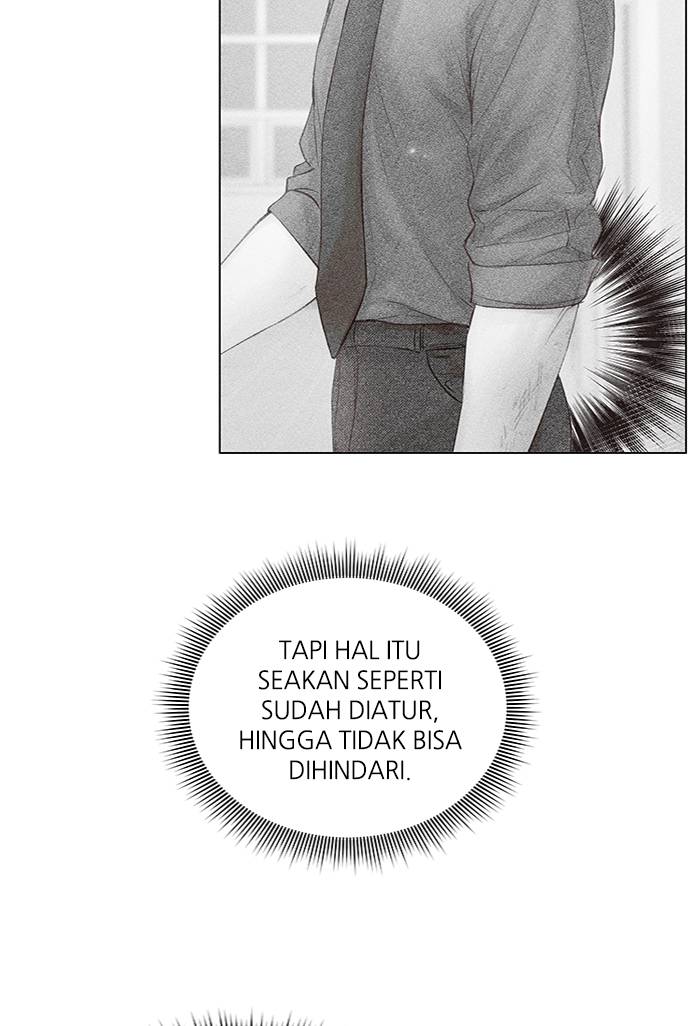 TAPI HAL ITU
SEAKAN SEPERTI
SUDAH DIATUR,
HINGGA TIDAK BISA
DIHINDARI.